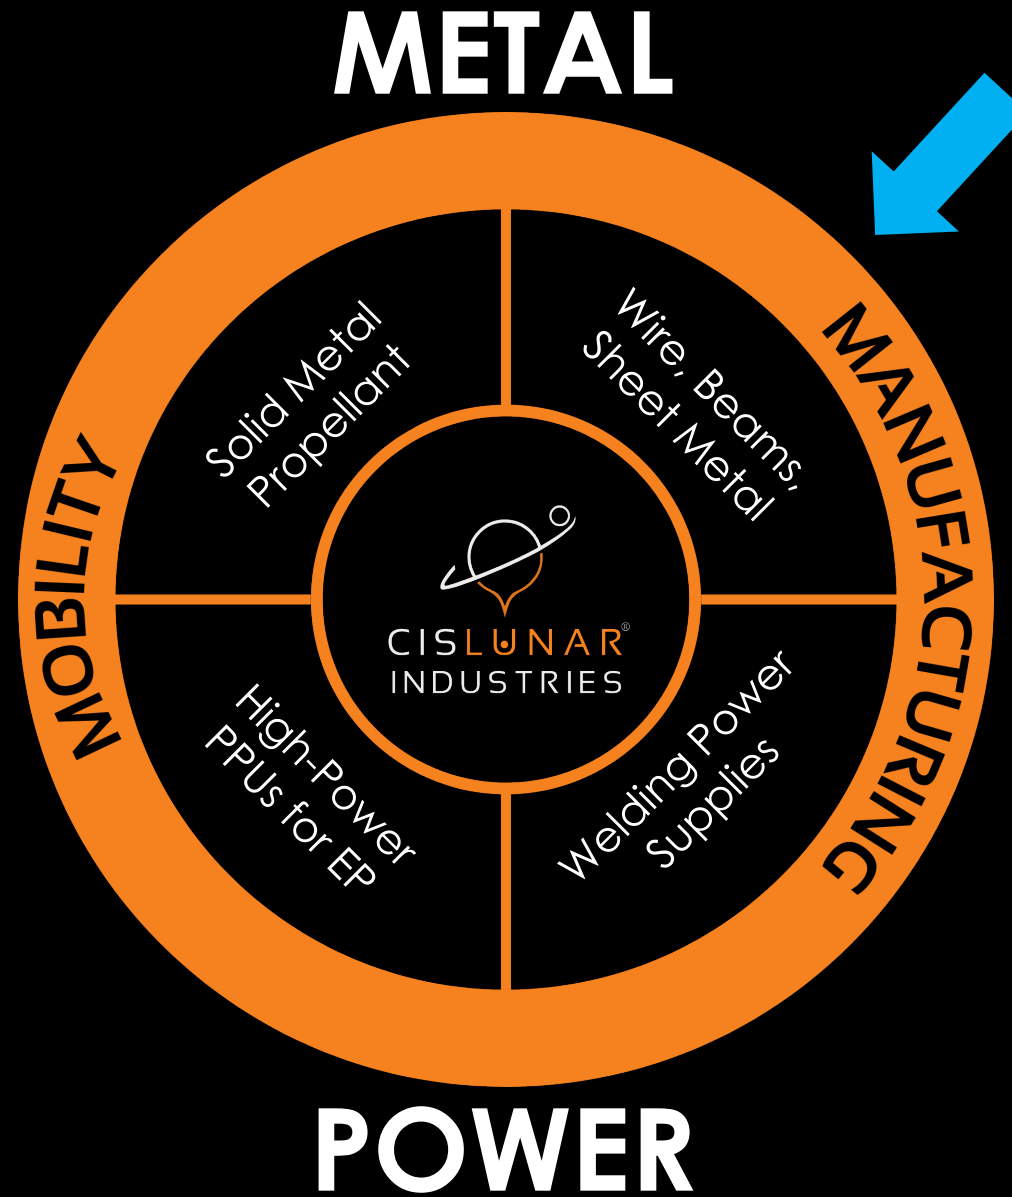 METAL
Solid Metal
Propellant
Wire, Beams,
Sheet Metal
MOBILITY
MANUFACTURING
CISLUNAR®
INDUSTRIES
High-Power
PPUs for EP
Welding Power
Supplies
POWER